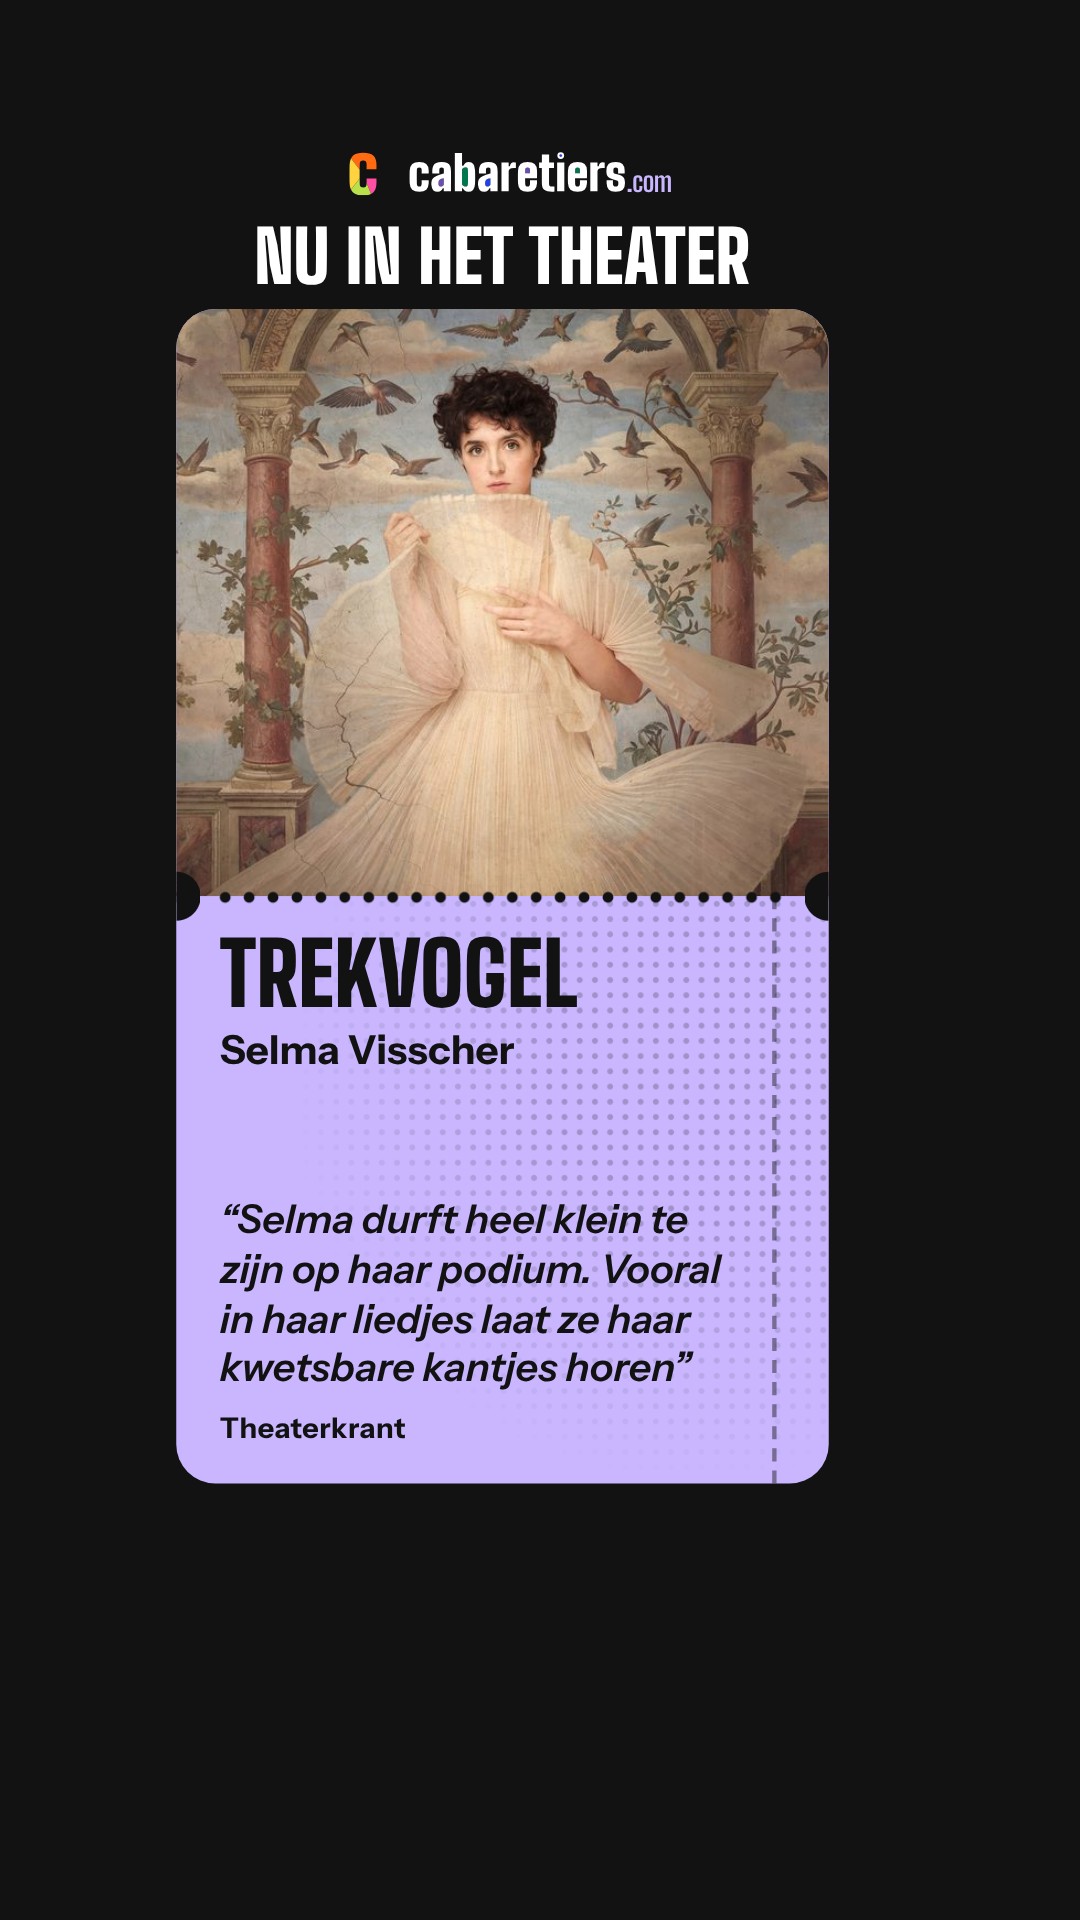 C cabaretiers.com
NU IN HET THEATER
TREKVOGEL
Selma Visscher
“Selma durft heel klein te
zijn op haar podium. Vooral
in haar liedjes laat ze haar
kwetsbare kantjes horen”
Theaterkrant